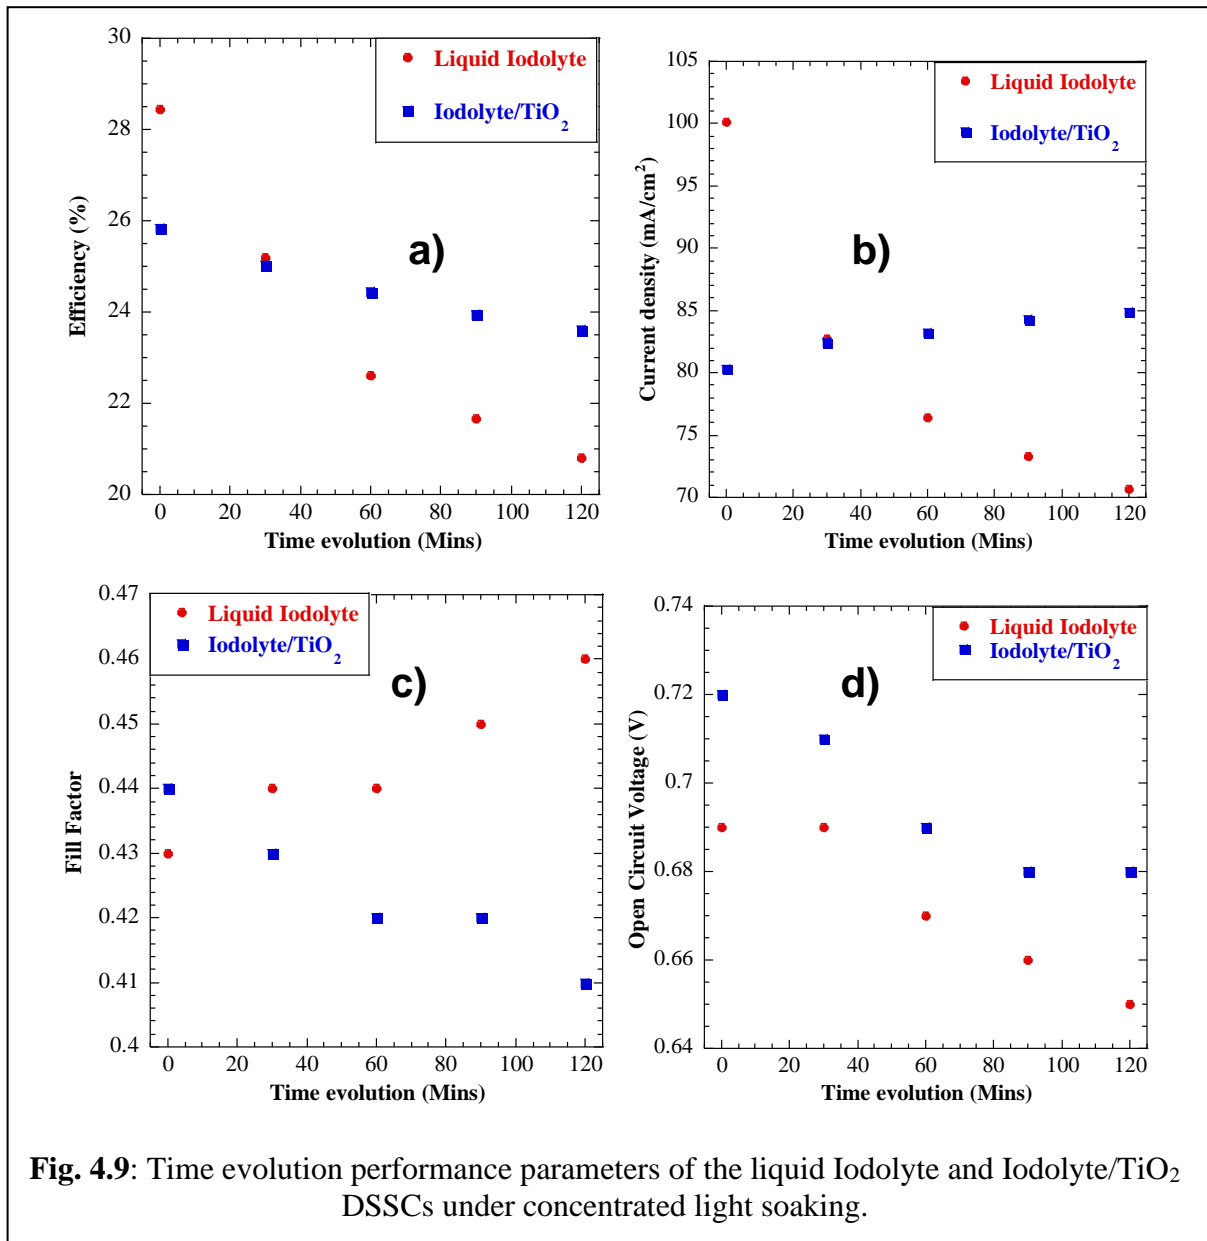 30
28
26
24
22
20
Efficiency (%)
0 20 40 60 80 100 120
Time evolution (Mins)
Liquid Iodolyte
Iodolyte/TiO₂
a)
105
100
95
90
85
80
75
70
Current density (mA/cm²)
0 20 40 60 80 100 120
Time evolution (Mins)
Liquid Iodolyte
Iodolyte/TiO₂
b)
0.47
0.46
0.45
0.44
0.43
0.42
0.41
0.4
Fill Factor
0 20 40 60 80 100 120
Time evolution (Mins)
Liquid Iodolyte
Iodolyte/TiO₂
c)
0.74
0.72
0.7
0.68
0.66
0.64
Open Circuit Voltage (V)
0 20 40 60 80 100 120
Time evolution (Mins)
Liquid Iodolyte
Iodolyte/TiO₂
d)
Fig. 4.9: Time evolution performance parameters of the liquid Iodolyte and Iodolyte/TiO₂
DSSCs under concentrated light soaking.